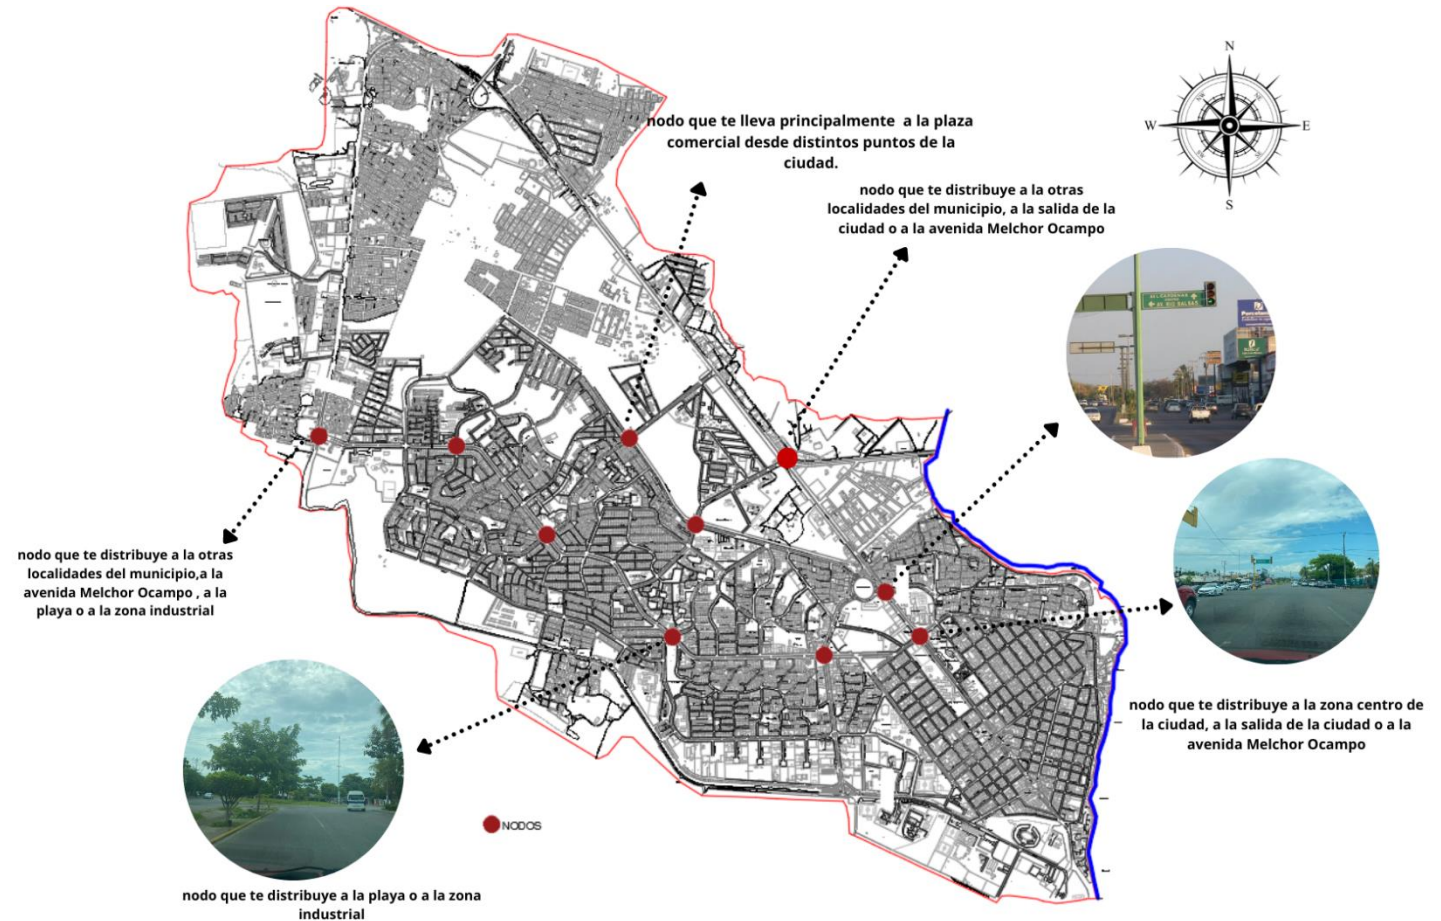 N
W
E
S
nodo que te lleva principalmente a la plaza
comercial desde distintos puntos de la
ciudad.
nodo que te distribuye a la otras
localidades del municipio, a la salida de la
ciudad o a la avenida Melchor Ocampo
nodo que te distribuye a la otras
localidades del municipio,a la
avenida Melchor Ocampo , a la
playa o a la zona industrial
nodo que te distribuye a la zona centro de
la ciudad, a la salida de la ciudad o a la
avenida Melchor Ocampo
NODOS
nodo que te distribuye a la playa o a la zona
industrial